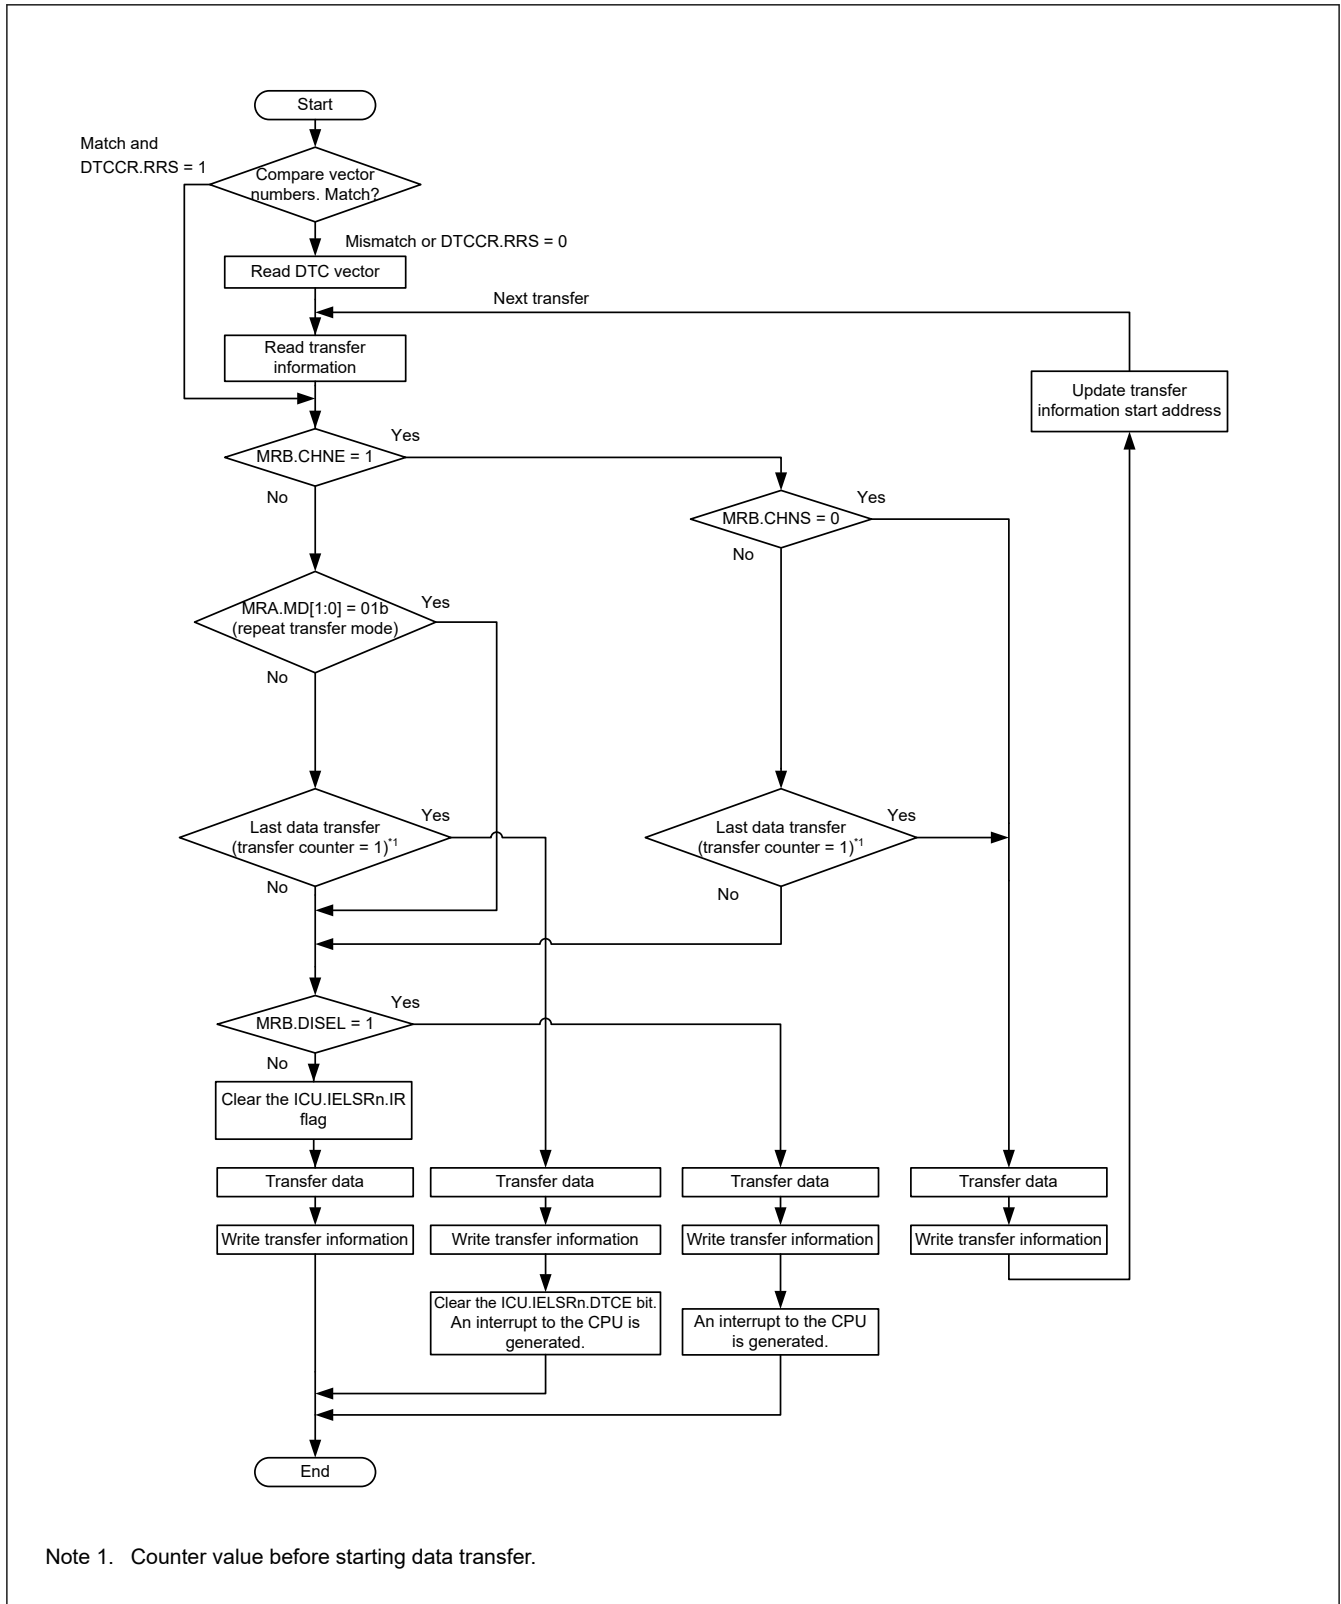 Start
Match and
DTCCR.RRS = 1
Compare vector
numbers. Match?
Mismatch or DTCCR.RRS = 0
Read DTC vector
Next transfer
Read transfer
information
Update transfer
information start address
Yes
MRB.CHNE = 1
No
Yes
MRB.CHNS = 0
No
MRA.MD[1:0] = 01b
(repeat transfer mode)
Yes
No
Last data transfer
(transfer counter = 1)*1
Yes
No
Last data transfer
(transfer counter = 1)*1
Yes
No
Yes
MRB.DISEL = 1
No
Clear the ICU.IELSRn.IR
flag
Transfer data
Transfer data
Transfer data
Transfer data
Write transfer information
Write transfer information
Write transfer information
Write transfer information
Clear the ICU.IELSRn.DTCE bit.
An interrupt to the CPU is
generated.
An interrupt to the CPU
is generated.
End
Note 1. Counter value before starting data transfer.